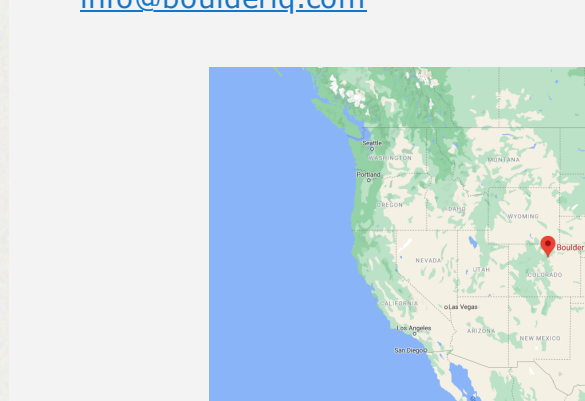 info@boulderiq.com
Seattle
WASHINGTON
MONTANA
Portland
OREGON
IDAHO
WYOMING
Boulder
NEVADA
UTAH
COLORADO
CALIFORNIA
Las Vegas
Los Angeles
ARIZONA
NEW MEXICO
San Diego